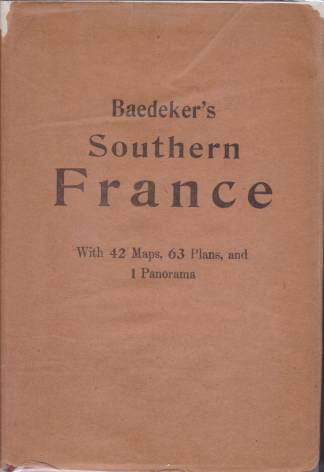 Baedeker's
Southern
France
With 42 Maps, 63 Plans, and
1 Panorama